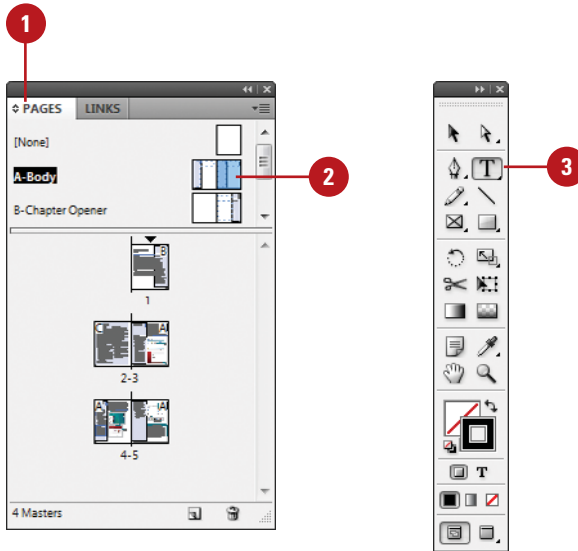 1
PAGES LINKS
[None]
A-Body
2
B-Chapter Opener
B
1
C A
2-3
A A
4-5
4 Masters
T
3
T